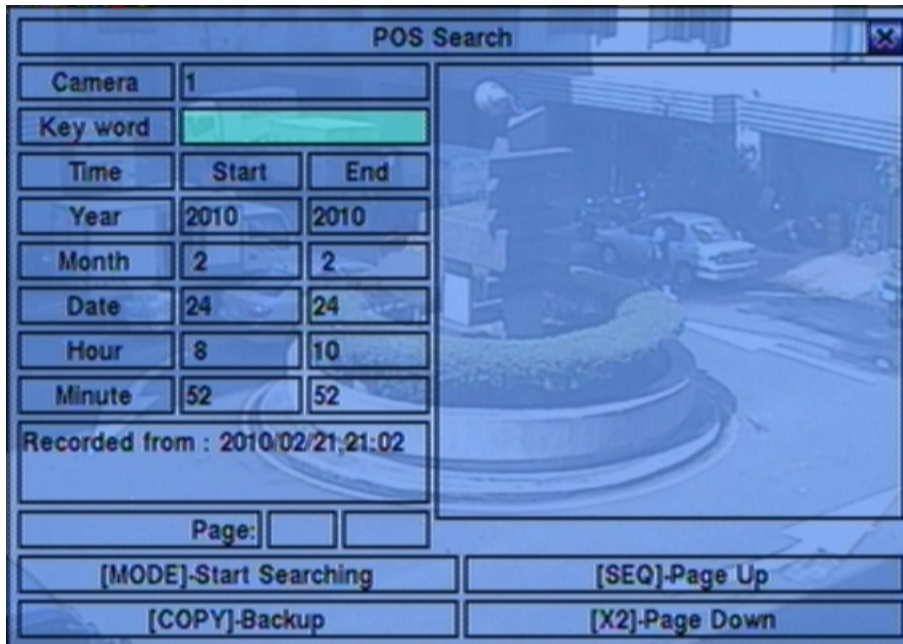 POS Search
Camera 1
Key word
Time Start End
Year 2010 2010
Month 2 2
Date 24 24
Hour 8 10
Minute 52 52
Recorded from : 2010/02/21,21:02
Page:
[MODE]-Start Searching [SEQ]-Page Up
[COPY]-Backup [X2]-Page Down